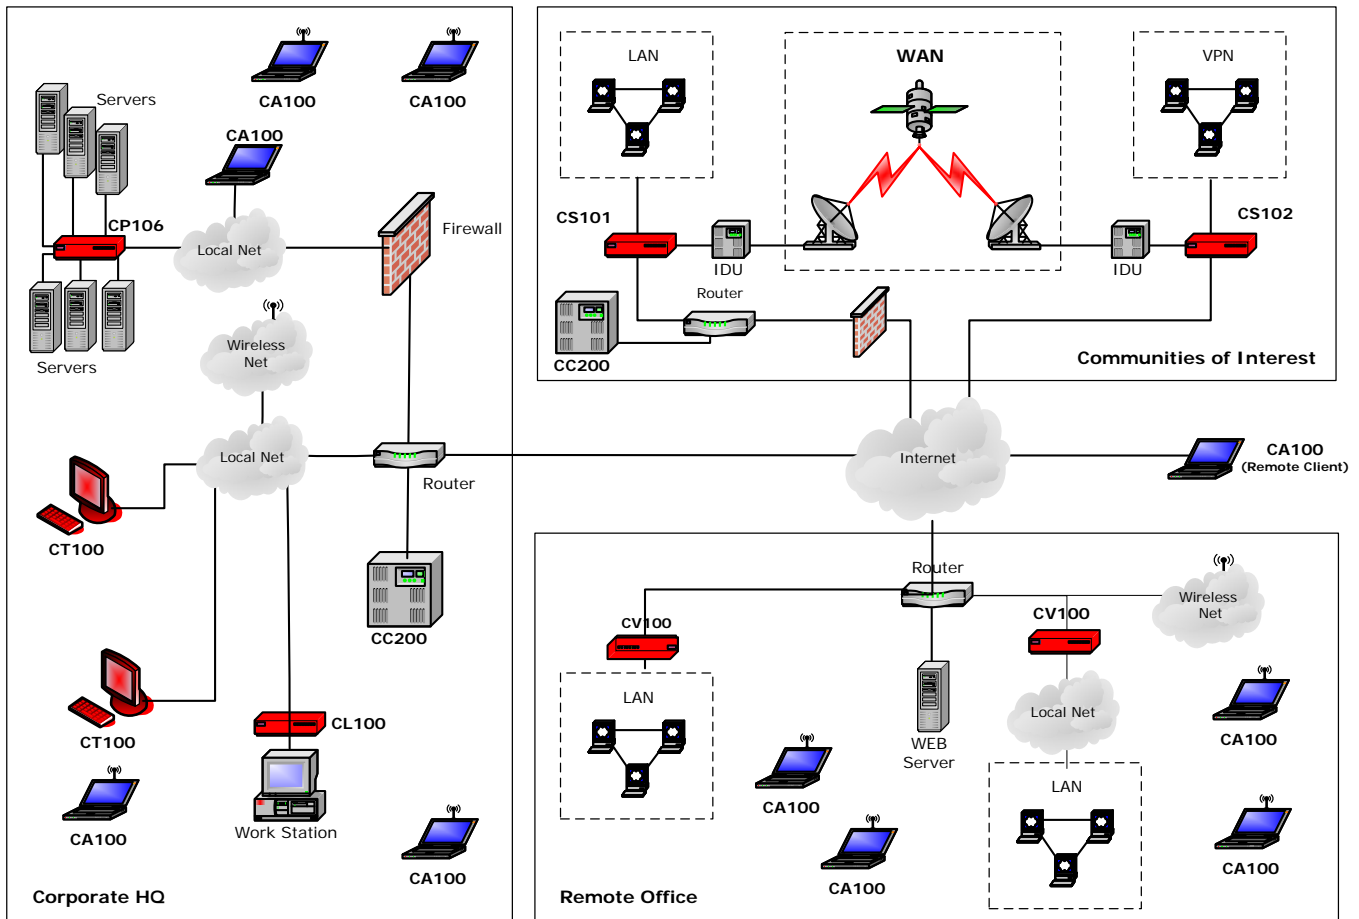 CA100
CA100
Servers
CA100
CP106
Local Net
Firewall
Wireless
Net
Servers
Local Net
Router
CT100
CC200
CT100
CL100
CA100
Work Station
CA100
Corporate HQ
LAN
WAN
VPN
CS101
CS102
IDU
IDU
Router
CC200
Communities of Interest
Internet
CA100
(Remote Client)
Router
Wireless
Net
CV100
CV100
LAN
Local Net
WEB
Server
CA100
CA100
LAN
CA100
CA100
Remote Office